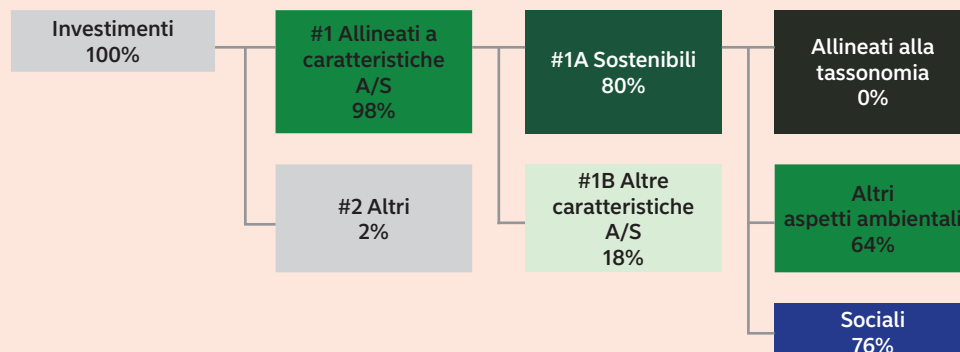 Investimenti
100%
#1 Allineati a
caratteristiche
A/S
98%
#1A Sostenibili
80%
Allineati alla
tassonomia
0%
#2 Altri
2%
#1B Altre
caratteristiche
A/S
18%
Altri
aspetti ambientali
64%
Sociali
76%